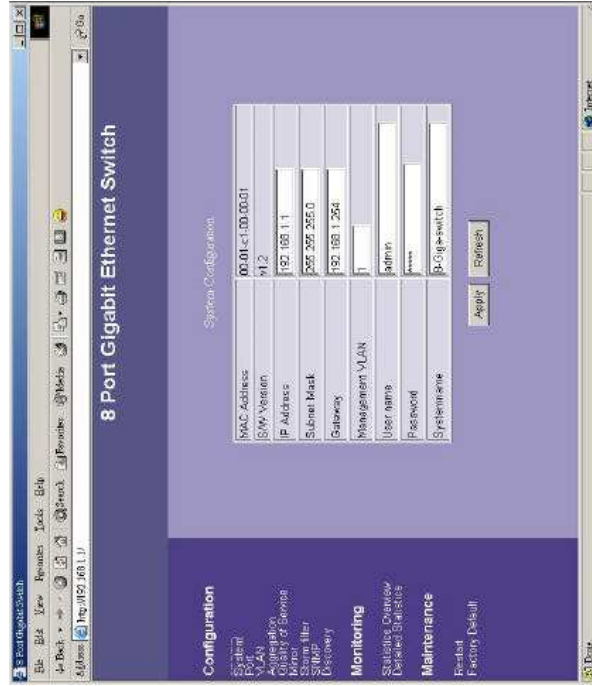 8 Port Gigabit Switch
File Edit View Favorites Tools Help
Back Search Favorites Media
Address http://192.168.1.1/ Go
8 Port Gigabit Ethernet Switch
Configuration
System
Port
VLAN
Aggregation
Quality of Service
Mirror
Storm filter
SNMP
Discovery
Monitoring
Statistics Overview
Detailed Statistics
Maintenance
Restart
Factory Default
System Configuration
MAC Address 00-01-c1-00-00-01
S/W Version v1.2
IP Address 192.168.1.1
Subnet Mask 255.255.255.0
Gateway 192.168.1.254
Management VLAN 1
User name admin
Password *****
Systemname 8-Giga-switch
Apply Refresh
Done Internet